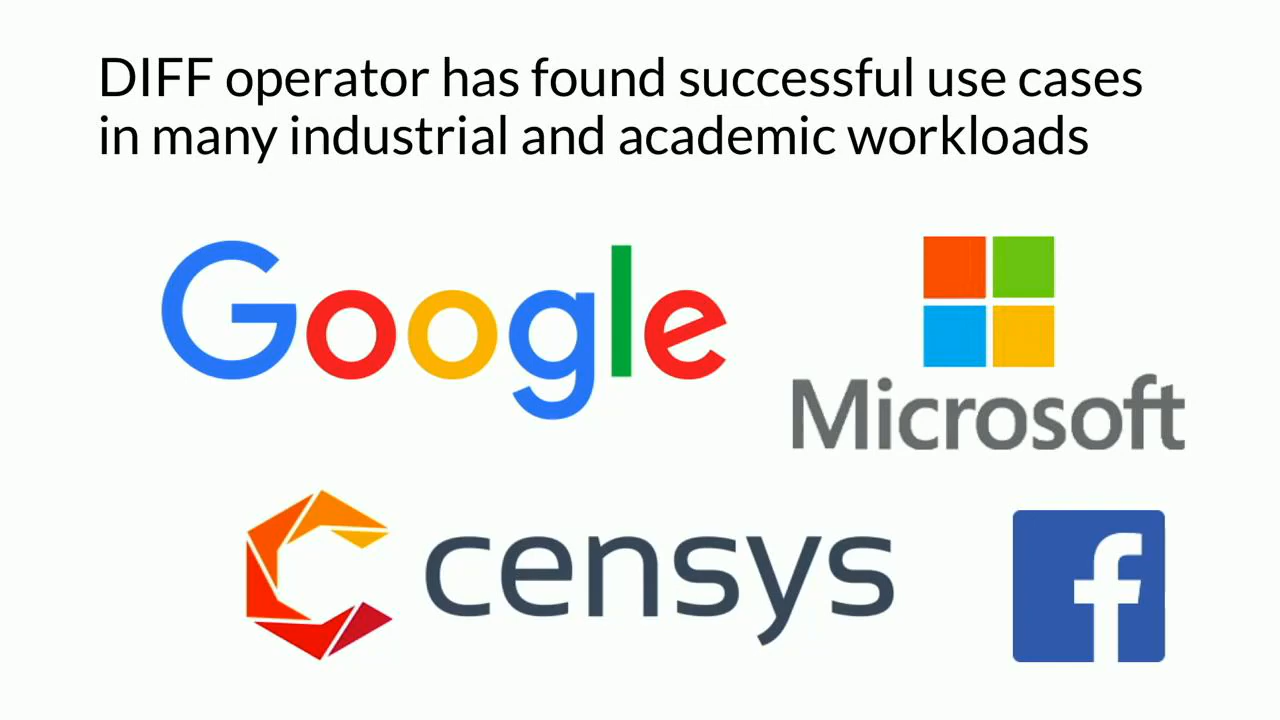 DIFF operator has found successful use cases
in many industrial and academic workloads
Google
Microsoft
censys
f